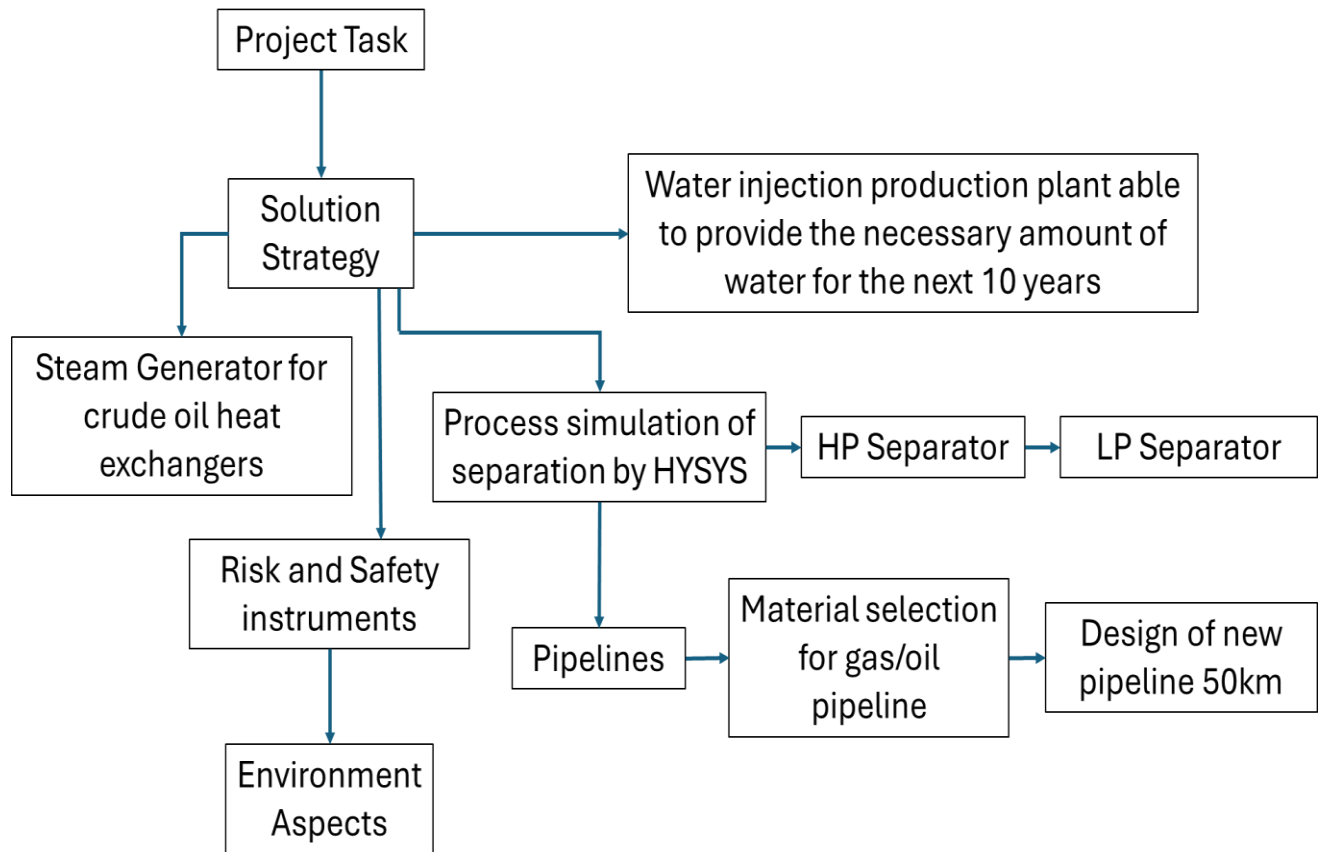 Project Task
Solution
Strategy
Water injection production plant able
to provide the necessary amount of
water for the next 10 years
Steam Generator for
crude oil heat
exchangers
Process simulation of
separation by HYSYS
HP Separator
LP Separator
Risk and Safety
instruments
Pipelines
Material selection
for gas/oil
pipeline
Design of new
pipeline 50km
Environment
Aspects